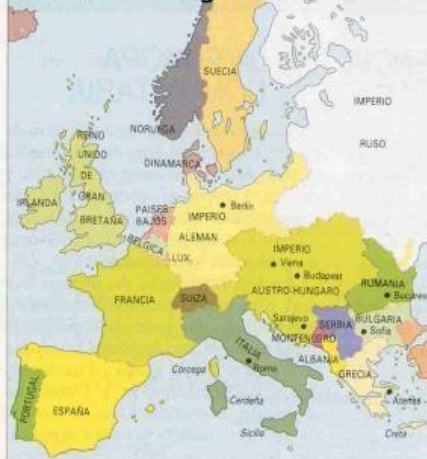 SUECIA
IMPERIO
RUSO
NORUEGA
REINO
UNIDO
DE
GRAN
BRETAÑA
IRLANDA
DINAMARCA
PAISES
BAJOS
Berlín
IMPERIO
ALEMAN
BELGICA
LUX.
IMPERIO
Viena
Budapest
AUSTRO-HUNGARO
FRANCIA
SUIZA
RUMANIA
Bucarest
Sarajevo
SERBIA
BULGARIA
Sofia
MONTENEGRO
ITALIA
Roma
ALBANIA
Corcega
GRECIA
PORTUGAL
ESPAÑA
Cerdeña
Atenas
Sicilia
Creta